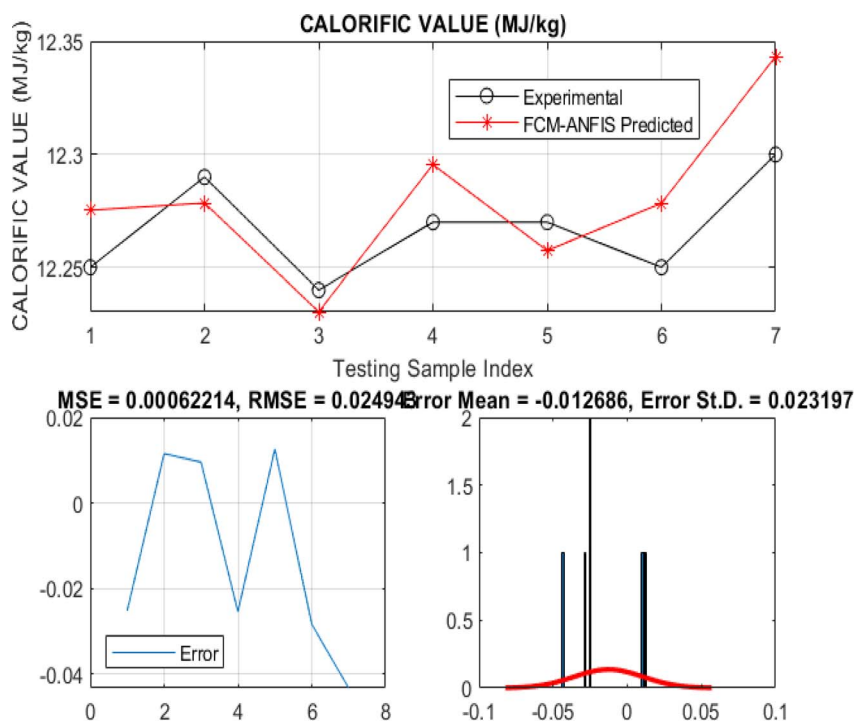 CALORIFIC VALUE (MJ/kg)
CALORIFIC VALUE (MJ/kg)
12.35
12.3
12.25
Experimental
FCM-ANFIS Predicted
1 2 3 4 5 6 7
Testing Sample Index
MSE = 0.00062214, RMSE = 0.024943
Error Mean = -0.012686, Error St.D. = 0.023197
0.02
0
-0.02
-0.04
Error
0 2 4 6 8
2
1.5
1
0.5
0
-0.1 -0.05 0 0.05 0.1